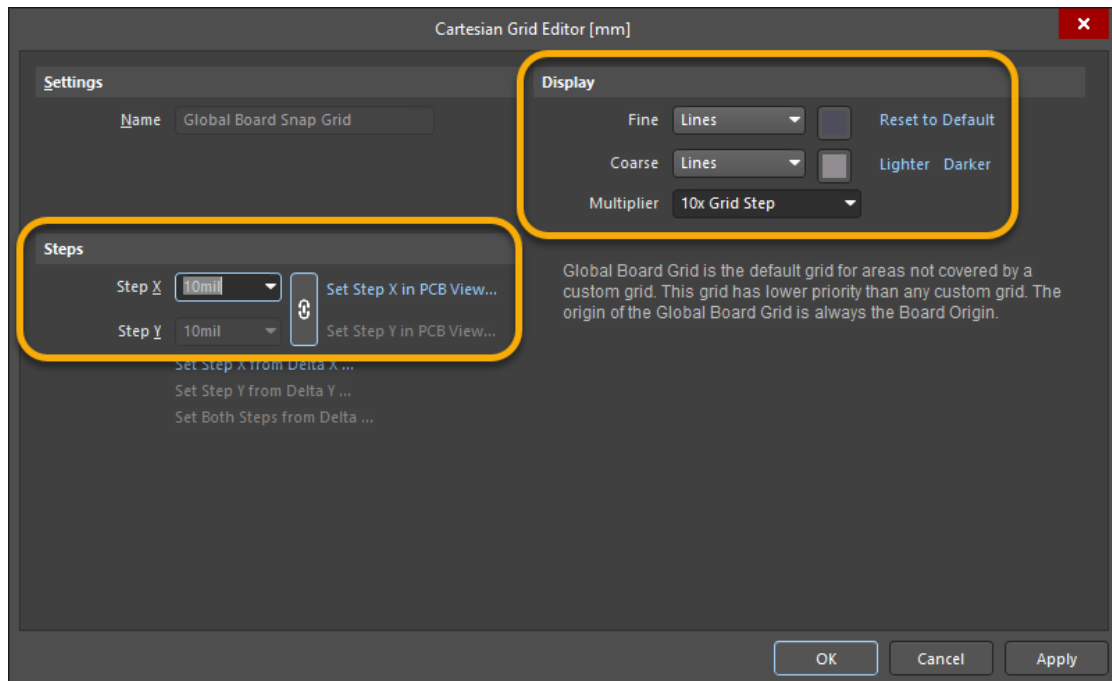 Cartesian Grid Editor [mm]
Settings
Name Global Board Snap Grid
Steps
Step X 10mil Set Step X in PCB View...
Step Y 10mil Set Step Y in PCB View...
Set Step X from Delta X ...
Set Step Y from Delta Y ...
Set Both Steps from Delta ...
Display
Fine Lines Reset to Default
Coarse Lines Lighter Darker
Multiplier 10x Grid Step
Global Board Grid is the default grid for areas not covered by a
custom grid. This grid has lower priority than any custom grid. The
origin of the Global Board Grid is always the Board Origin.
OK Cancel Apply